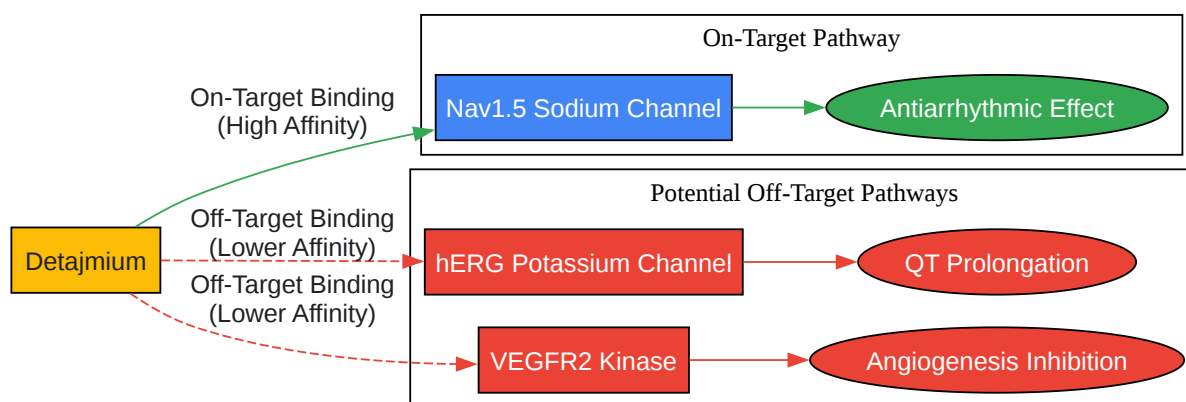 On-Target Pathway
On-Target Binding
(High Affinity)
Nav1.5 Sodium Channel
Antiarrhythmic Effect
Potential Off-Target Pathways
Detajmium
Off-Target Binding
(Lower Affinity)
hERG Potassium Channel
QT Prolongation
Off-Target Binding
(Lower Affinity)
VEGFR2 Kinase
Angiogenesis Inhibition